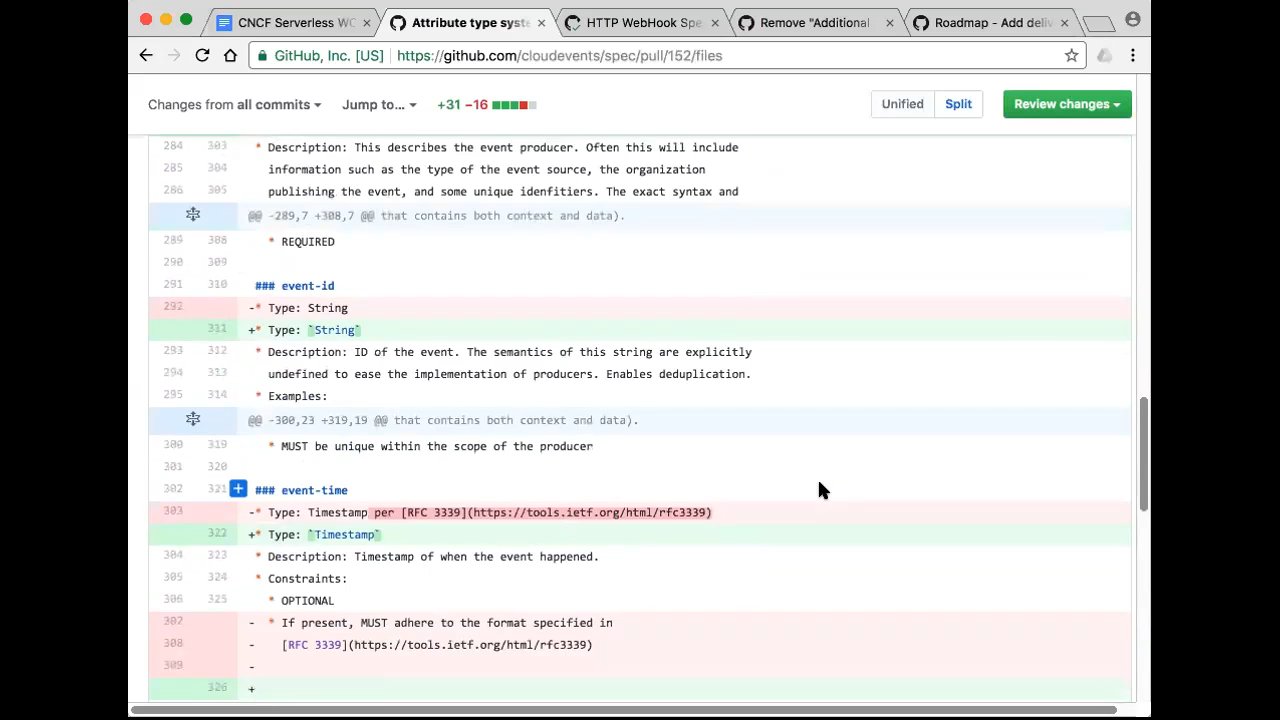 CNCF Serverless WC
Attribute type syst
HTTP WebHook Spe
Remove "Additional
Roadmap - Add deliv
GitHub, Inc. [US] https://github.com/cloudevents/spec/pull/152/files
Changes from all commits Jump to... +31 −16 Unified Split Review changes
284 303 * Description: This describes the event producer. Often this will include
285 304 information such as the type of the event source, the organization
286 305 publishing the event, and some unique idenfitiers. The exact syntax and
@@ -289,7 +308,7 @@ that contains both context and data).
289 308 * REQUIRED
290 309
291 310 ### event-id
292 -* Type: String
311 +* Type: `String`
293 312 * Description: ID of the event. The semantics of this string are explicitly
294 313 undefined to ease the implementation of producers. Enables deduplication.
295 314 * Examples:
@@ -300,23 +319,19 @@ that contains both context and data).
300 319 * MUST be unique within the scope of the producer
301 320
302 321 + ### event-time
303 -* Type: Timestamp per [RFC 3339](https://tools.ietf.org/html/rfc3339)
322 +* Type: `Timestamp`
304 323 * Description: Timestamp of when the event happened.
305 324 * Constraints:
306 325 * OPTIONAL
307 - * If present, MUST adhere to the format specified in
308 - [RFC 3339](https://tools.ietf.org/html/rfc3339)
309 -
326 +